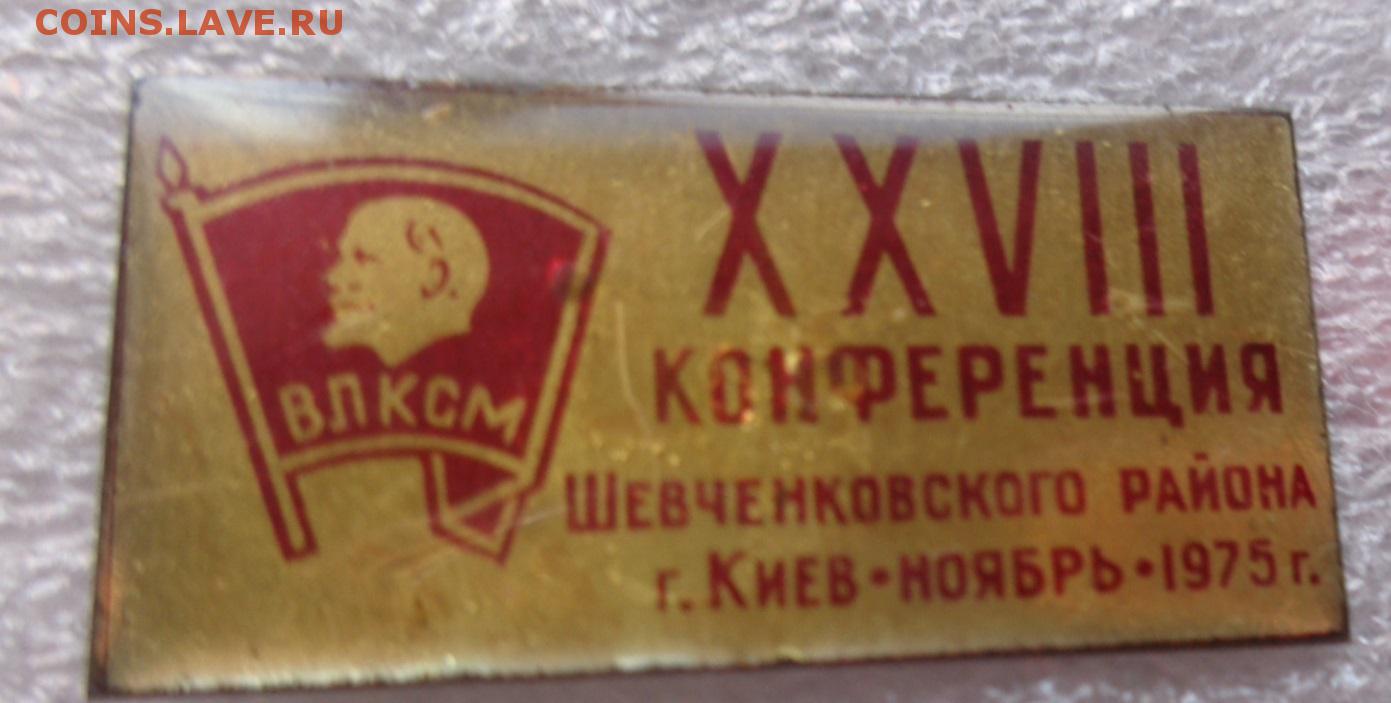 COINS.LAVE.RU
ВЛКСМ
XXVIII
КОНФЕРЕНЦИЯ
ШЕВЧЕНКОВСКОГО РАЙОНА
г. КИЕВ • НОЯБРЬ • 1975 г.